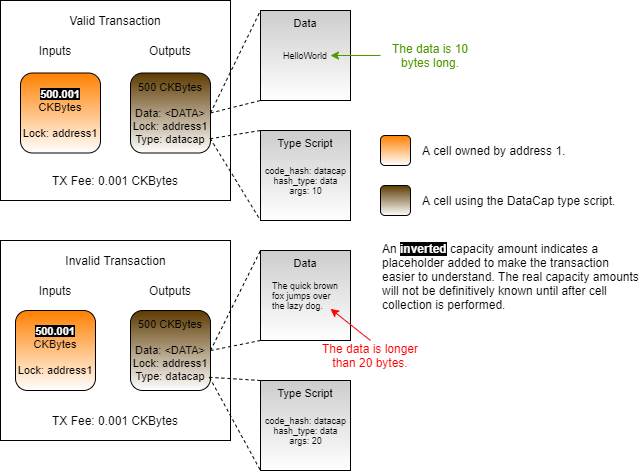 Valid Transaction
Inputs
Outputs
500.001
CKBytes
Lock: address1
500 CKBytes
Data: <DATA>
Lock: address1
Type: datacap
TX Fee: 0.001 CKBytes
Data
HelloWorld
The data is 10
bytes long.
Type Script
code_hash: datacap
hash_type: data
args: 10
A cell owned by address 1.
A cell using the DataCap type script.
An inverted capacity amount indicates a
placeholder added to make the transaction
easier to understand. The real capacity amounts
will not be definitively known until after cell
collection is performed.
Invalid Transaction
Inputs
Outputs
500.001
CKBytes
Lock: address1
500 CKBytes
Data: <DATA>
Lock: address1
Type: datacap
TX Fee: 0.001 CKBytes
Data
The quick brown
fox jumps over
the lazy dog.
The data is longer
than 20 bytes.
Type Script
code_hash: datacap
hash_type: data
args: 20